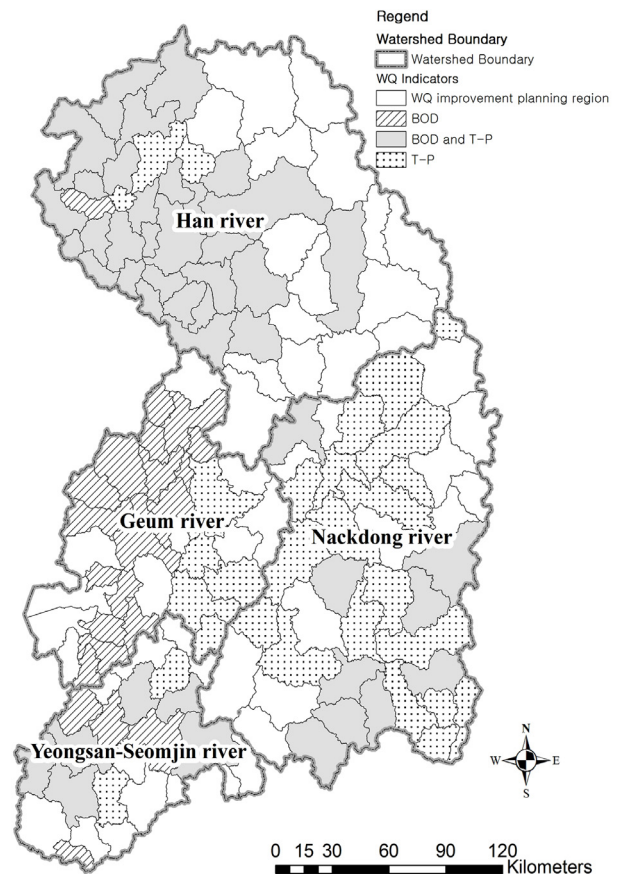 Regend
Watershed Boundary
Watershed Boundary
WQ Indicators
WQ improvement planning region
BOD
BOD and T-P
T-P
Han river
Geum river
Nackdong river
Yeongsan-Seomjin river
N
W E
S
0 15 30 60 90 120
Kilometers